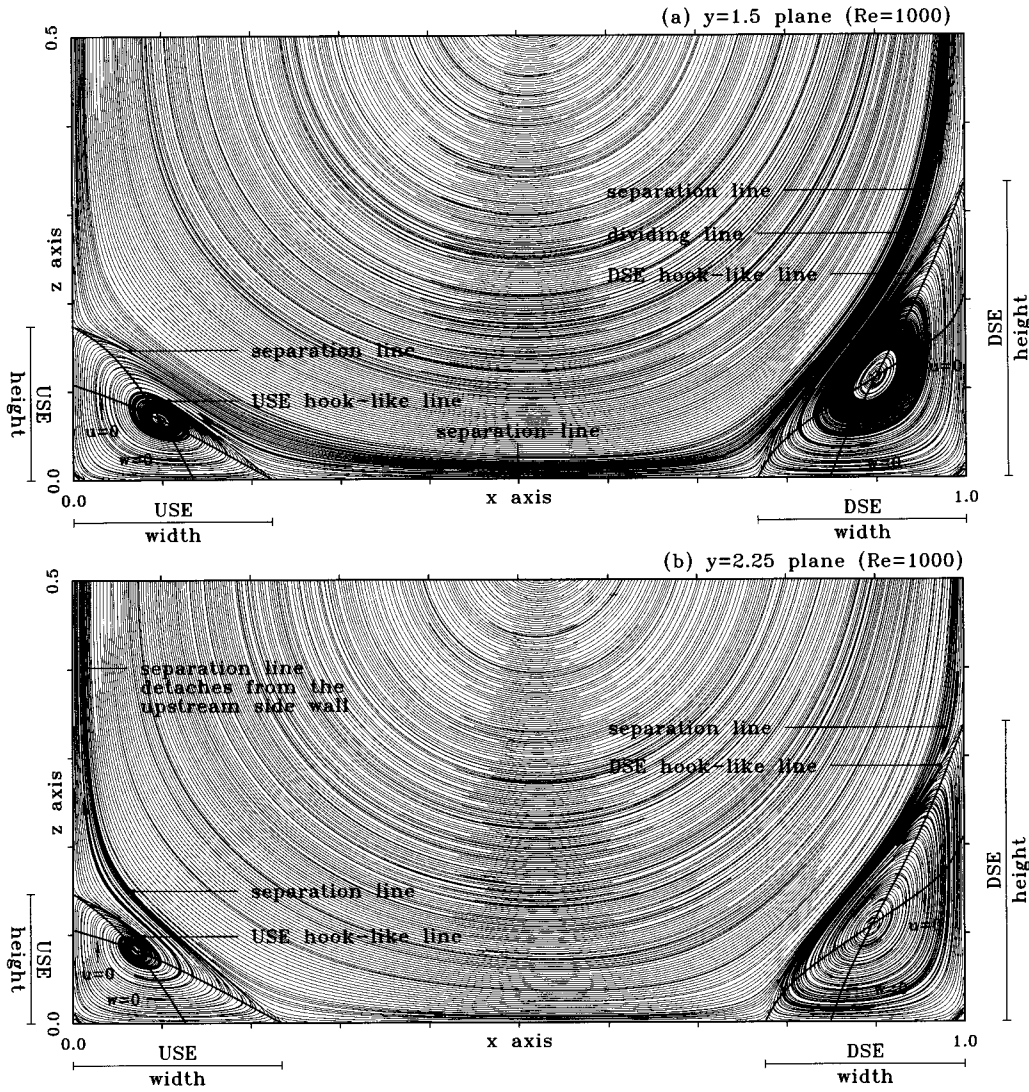 (a) y=1.5 plane (Re=1000)
0.5
separation line
dividing line
z axis
DSE hook-like line
DSE
height
separation line
u=0
USE
height
USE hook-like line
separation line
u=0
w=0
w=0
0.0
0.0
x axis
1.0
USE
width
DSE
width
(b) y=2.25 plane (Re=1000)
0.5
separation line
detaches from the
upstream side wall
separation line
DSE hook-like line
z axis
DSE
height
separation line
u=0
USE
height
USE hook-like line
u=0
w=0
w=0
0.0
0.0
x axis
1.0
USE
width
DSE
width